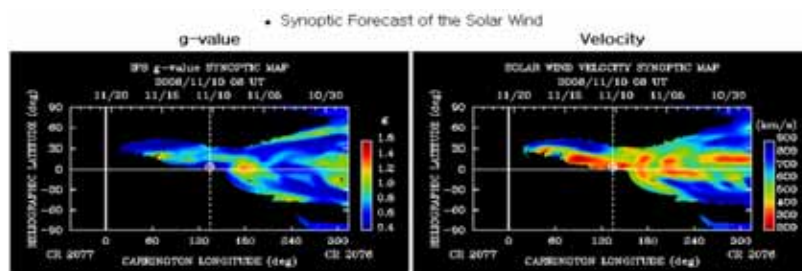 • Synoptic Forecast of the Solar Wind
g-value
IPS g-value SYNOPTIC MAP
2008/11/10 08 UT
11/20 11/15 11/10 11/05 10/30
HELIOGRAPHIC LATITUDE (deg)
90
60
30
0
-30
-60
-90
g
1.6
1.4
1.2
1.0
0.8
0.6
0.4
0 60 120 180 240 300
CR 2077 CARRINGTON LONGITUDE (deg) CR 2076
Velocity
SOLAR WIND VELOCITY SYNOPTIC MAP
2008/11/10 08 UT
11/20 11/15 11/10 11/05 10/30
HELIOGRAPHIC LATITUDE (deg)
90
60
30
0
-30
-60
-90
(km/s)
900
800
700
600
500
400
300
200
0 60 120 180 240 300
CR 2077 CARRINGTON LONGITUDE (deg) CR 2076